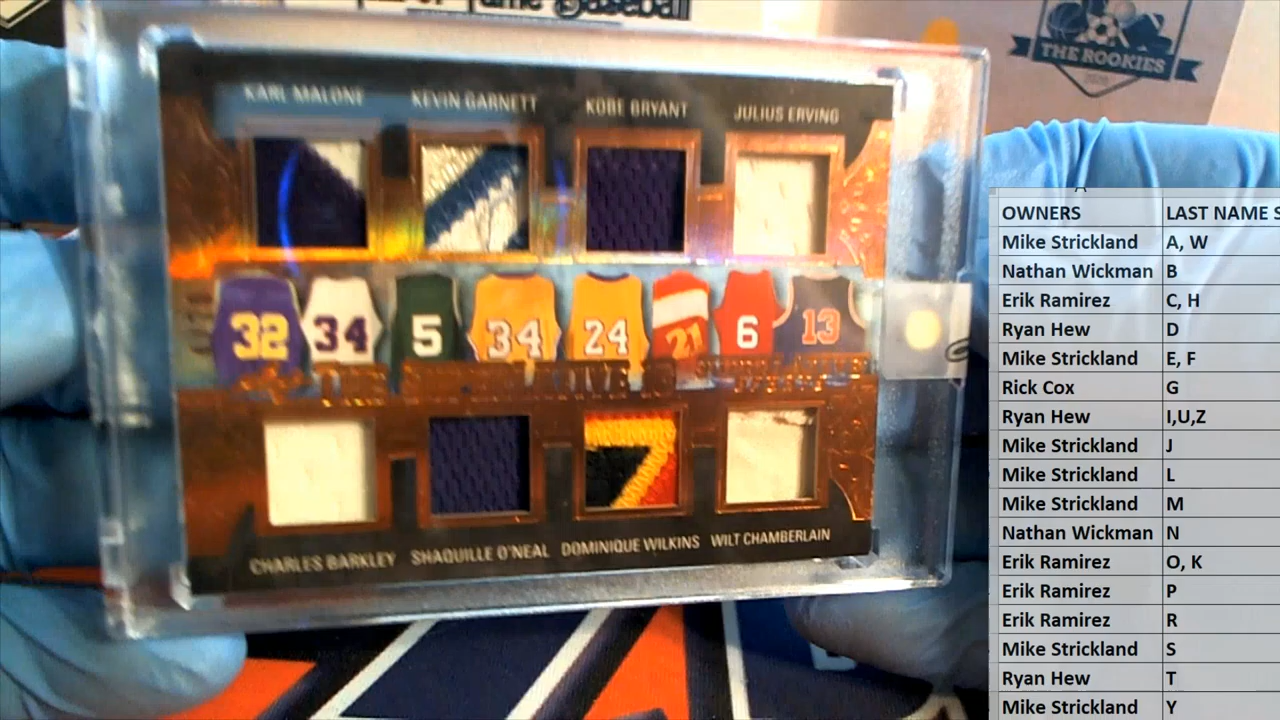 Baseball
THE ROOKIES
KARL MALONE
KEVIN GARNETT
KOBE BRYANT
JULIUS ERVING
32
34
5
34
24
21
6
13
CHARLES BARKLEY
SHAQUILLE O'NEAL
DOMINIQUE WILKINS
WILT CHAMBERLAIN
OWNERS LAST NAME S
Mike Strickland A, W
Nathan Wickman B
Erik Ramirez C, H
Ryan Hew D
Mike Strickland E, F
Rick Cox G
Ryan Hew I,U,Z
Mike Strickland J
Mike Strickland L
Mike Strickland M
Nathan Wickman N
Erik Ramirez O, K
Erik Ramirez P
Erik Ramirez R
Mike Strickland S
Ryan Hew T
Mike Strickland Y